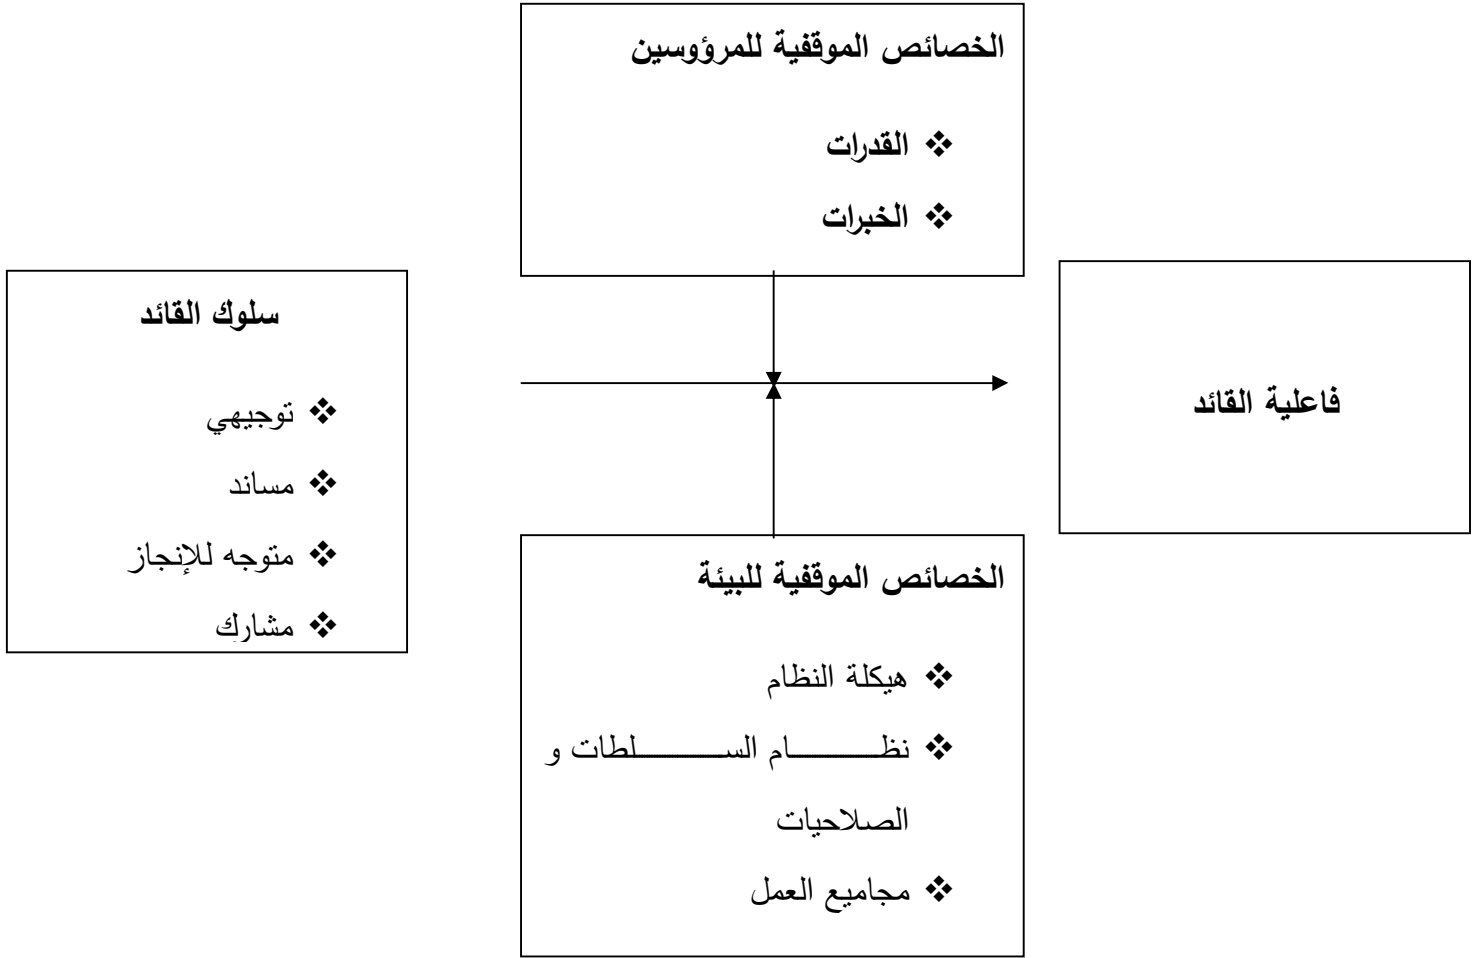 الخصائص الموقفية للمرؤوسين
❖ القدرات
❖ الخبرات
سلوك القائد
❖ توجيهي
❖ مساند
❖ متوجه للإنجاز
❖ مشارك
فاعلية القائد
الخصائص الموقفية للبيئة
❖ هيكلة النظام
❖ نظــــــــام الســــــــلطات و
الصلاحيات
❖ مجاميع العمل